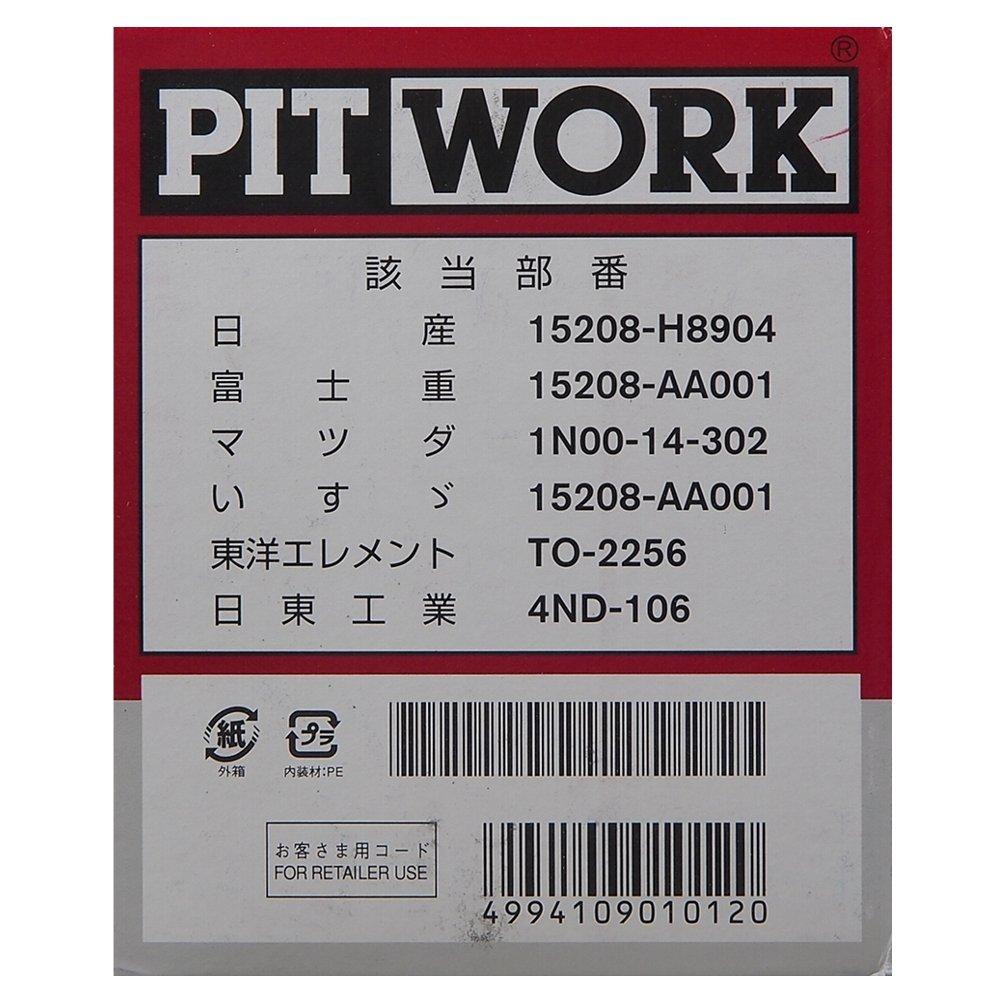 ®
PIT WORK
該当部番
日産 15208-H8904
富士重 15208-AA001
マツダ 1N00-14-302
いすゞ 15208-AA001
東洋エレメント TO-2256
日東工業 4ND-106
紙 プラ
外箱 内装材:PE
お客さま用コード
FOR RETAILER USE
4994109010120